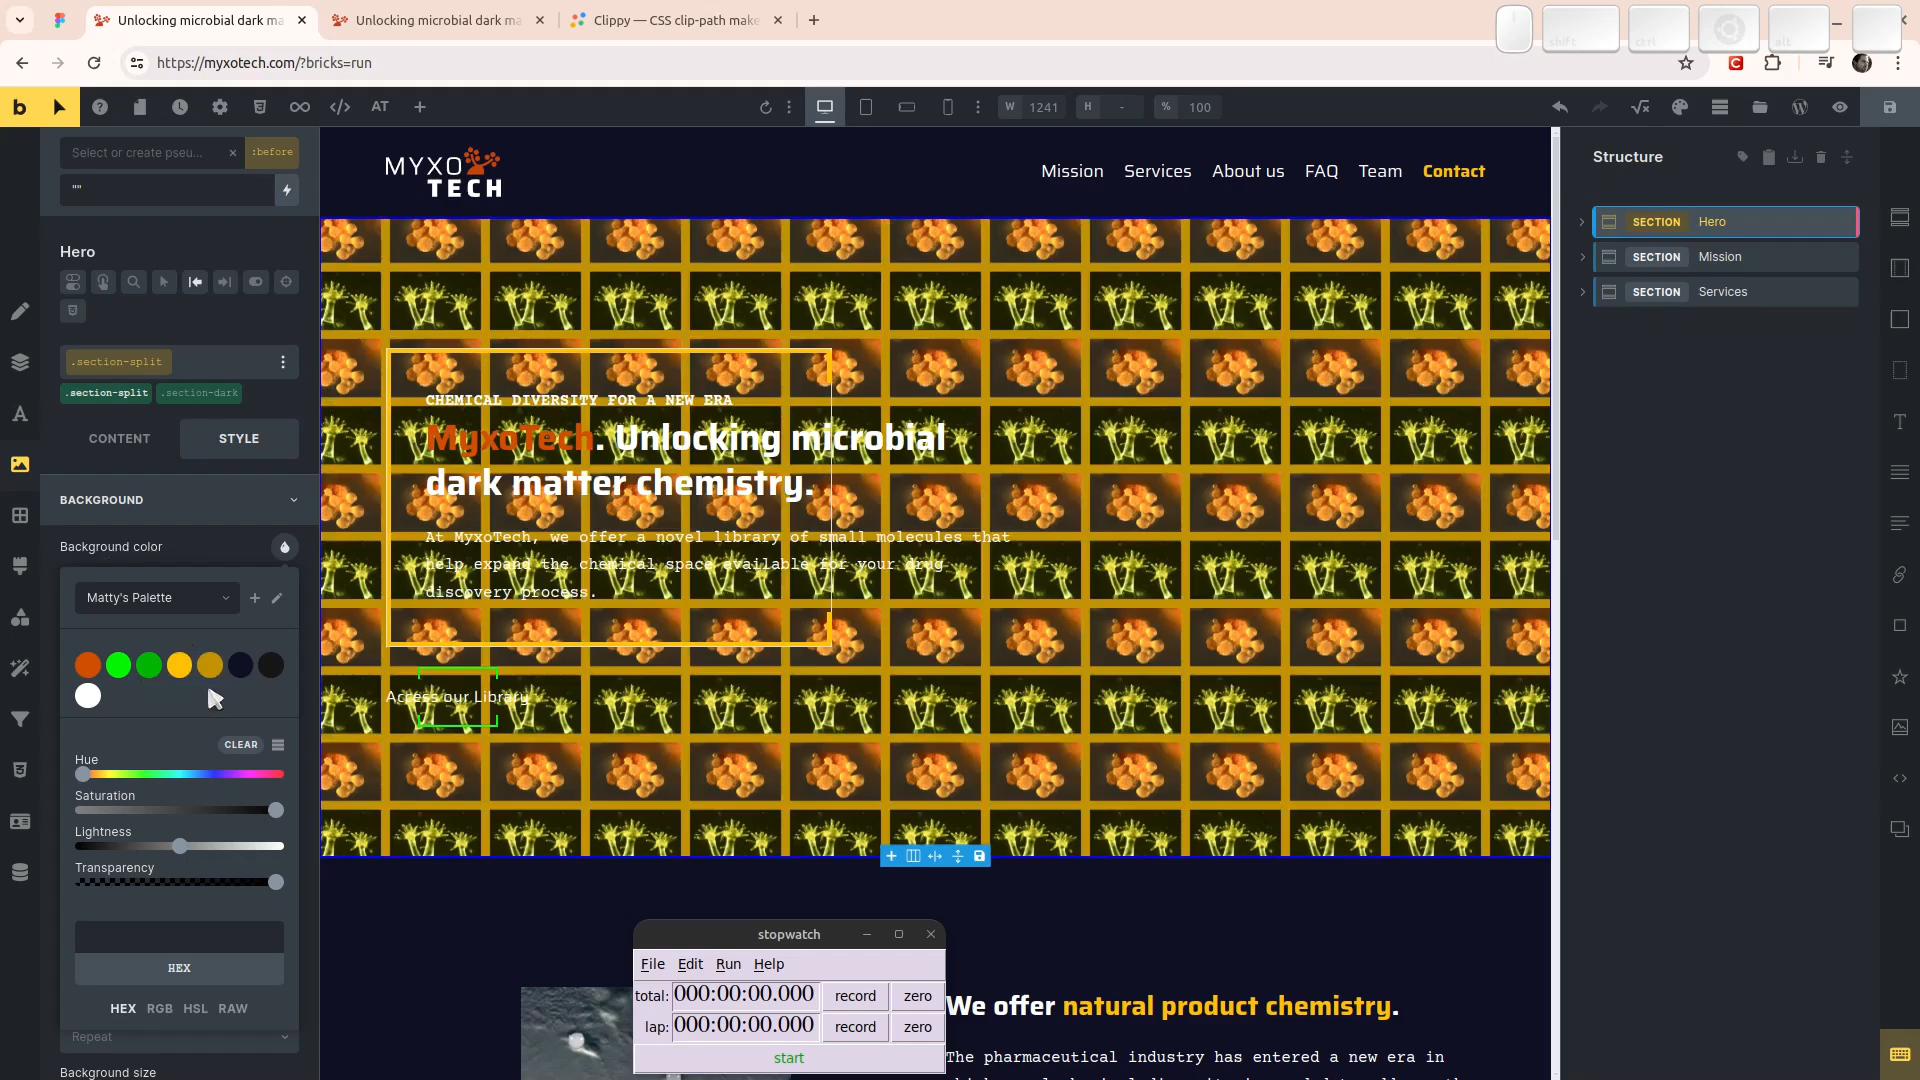 Unlocking microbial dark ma
Unlocking microbial dark ma
Clippy — CSS clip-path make
shift
ctrl
alt
https://myxotech.com/?bricks=run
b
AT
W 1241
H -
% 100
Select or create pseu...
:before
""
Hero
.section-split
.section-split
.section-dark
CONTENT
STYLE
BACKGROUND
Background color
Matty's Palette
CLEAR
Hue
Saturation
Lightness
Transparency
HEX
HEX RGB HSL RAW
Repeat
Background size
MYXO
TECH
Mission
Services
About us
FAQ
Team
Contact
CHEMICAL DIVERSITY FOR A NEW ERA
MyxoTech. Unlocking microbial
dark matter chemistry.
At MyxoTech, we offer a novel library of small molecules that
help expand the chemical space available for your drug
discovery process.
Access our Library
stopwatch
File Edit Run Help
total: 000:00:00.000 record zero
lap: 000:00:00.000 record zero
start
We offer natural product chemistry.
The pharmaceutical industry has entered a new era in
Structure
SECTION Hero
SECTION Mission
SECTION Services